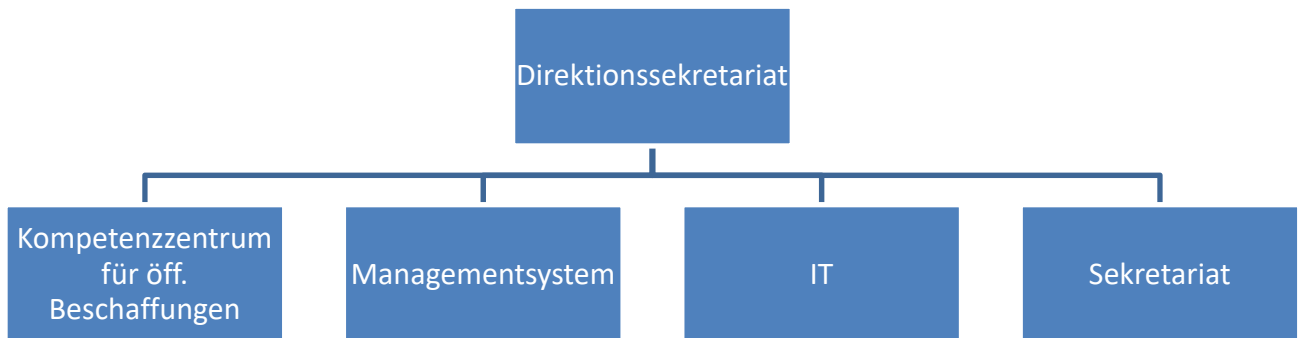 Direktionssekretariat
Kompetenzzentrum
für öff.
Beschaffungen
Managementsystem
IT
Sekretariat